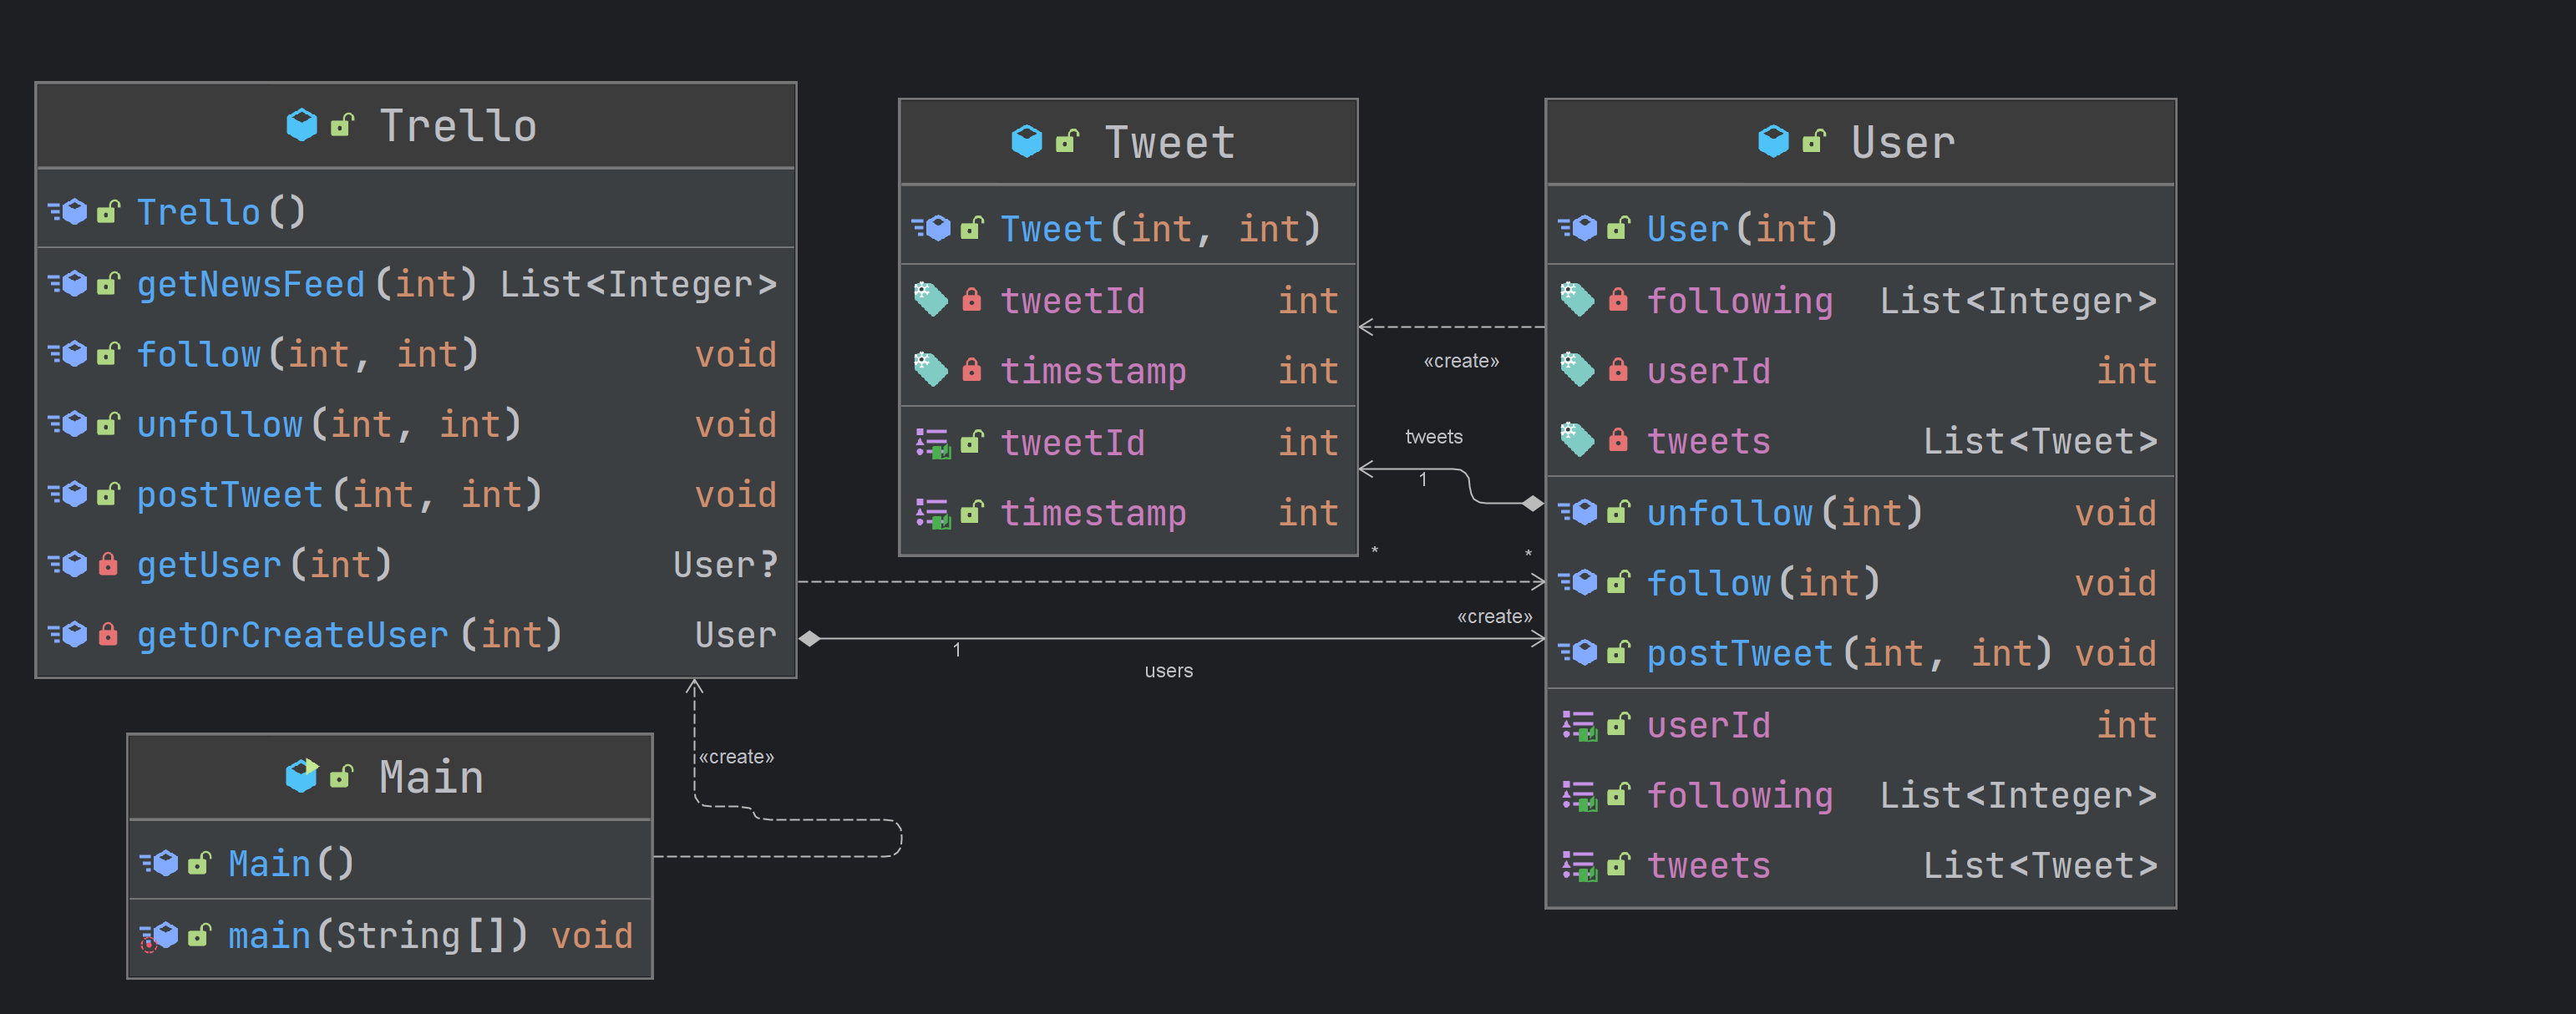 Trello
Trello()
getNewsFeed(int) List<Integer>
follow(int, int) void
unfollow(int, int) void
postTweet(int, int) void
getUser(int) User?
getOrCreateUser(int) User
Tweet
Tweet(int, int)
tweetId int
timestamp int
tweetId int
timestamp int
User
User(int)
following List<Integer>
userId int
tweets List<Tweet>
unfollow(int) void
follow(int) void
postTweet(int, int) void
userId int
following List<Integer>
tweets List<Tweet>
«create»
tweets
1
*
*
«create»
1
users
«create»
Main
Main()
main(String[]) void